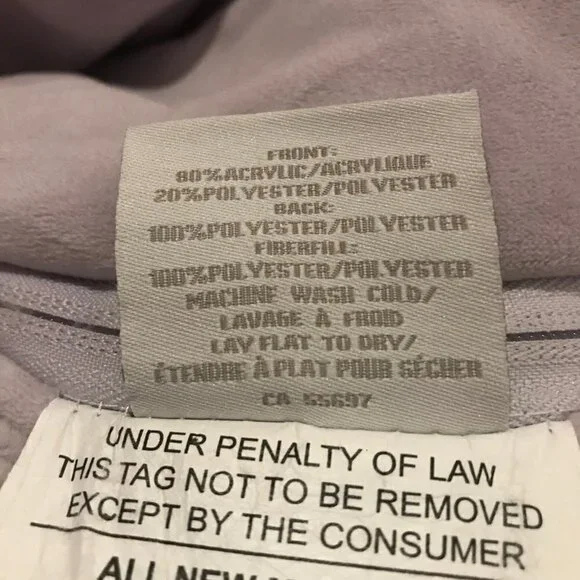 FRONT:
80%ACRYLIC/ACRYLIQUE
20%POLYESTER/POLYESTER
BACK:
100%POLYESTER/POLYESTER
FIBERFILL:
100%POLYESTER/POLYESTER
MACHINE WASH COLD/
LAVAGE À FROID
LAY FLAT TO DRY/
ÉTENDRE À PLAT POUR SÉCHER
CA 55697
UNDER PENALTY OF LAW
THIS TAG NOT TO BE REMOVED
EXCEPT BY THE CONSUMER
ALL NEW